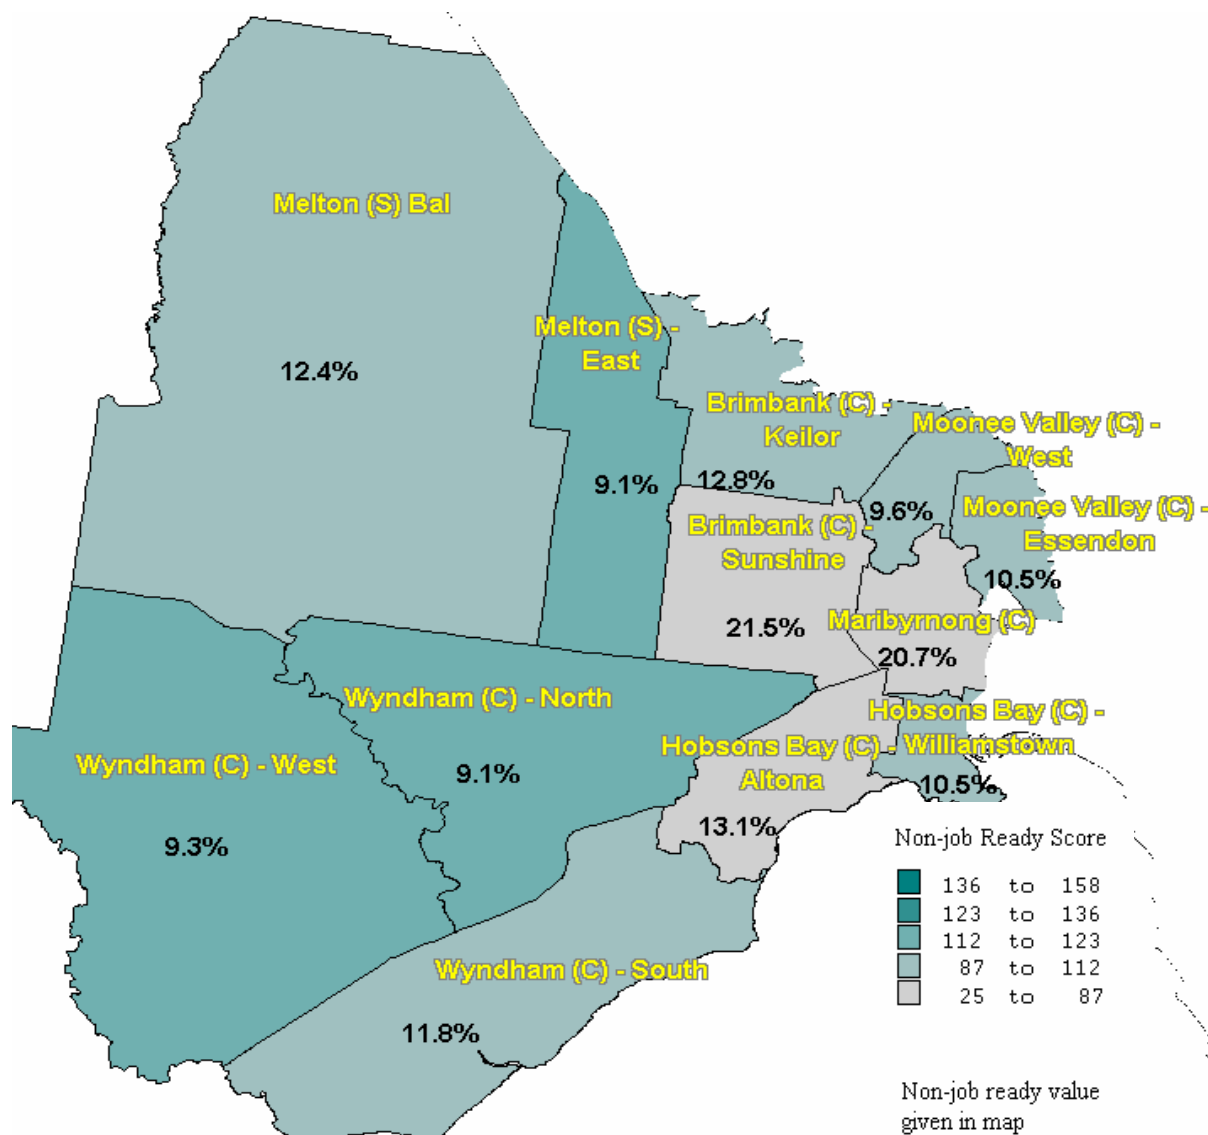 Melton (S) Bal
12.4%
Melton (S) -
East
9.1%
Brimbank (C) -
Keilor
12.8%
Moonee Valley (C) -
West
9.6%
Moonee Valley (C) -
Essendon
10.5%
Brimbank (C) -
Sunshine
21.5%
Maribyrnong (C)
20.7%
Wyndham (C) - North
9.1%
Wyndham (C) - West
9.3%
Hobsons Bay (C) -
Williamstown
10.5%
Hobsons Bay (C) -
Altona
13.1%
Wyndham (C) - South
11.8%
Non-job Ready Score
136 to 158
123 to 136
112 to 123
87 to 112
25 to 87
Non-job ready value
given in map